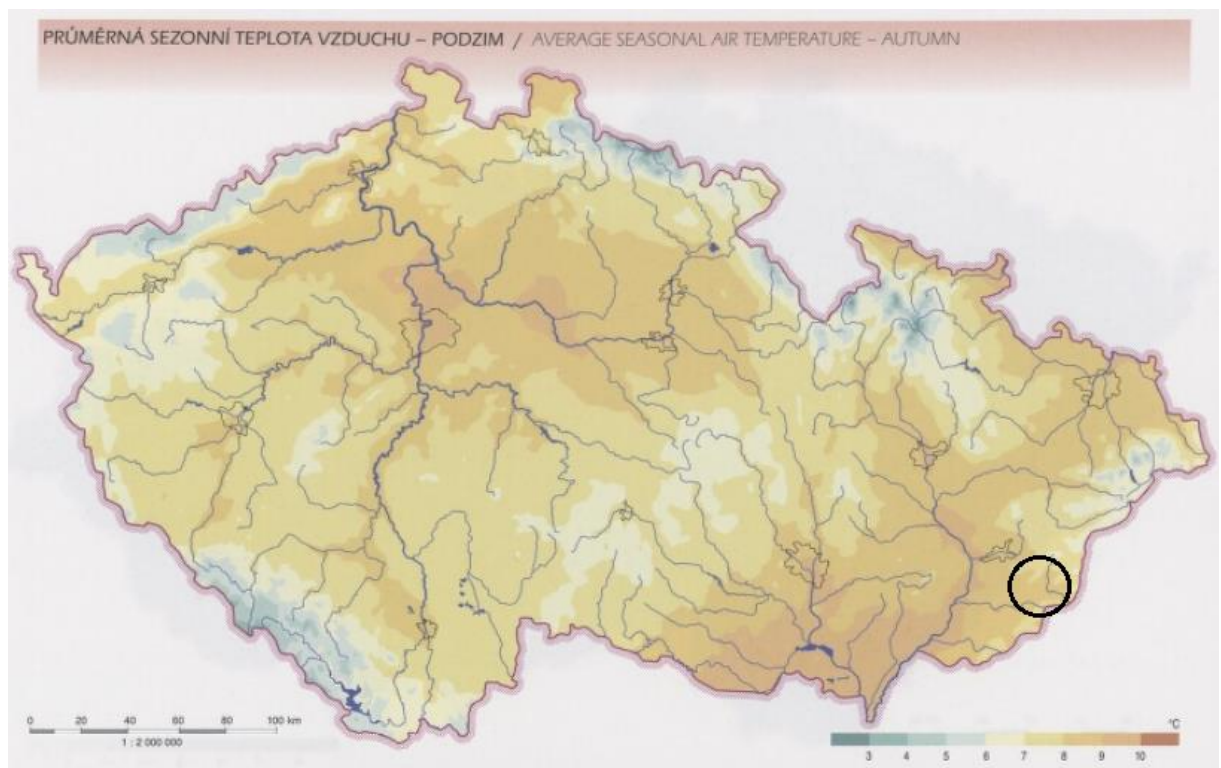 PRŮMĚRNÁ SEZONNÍ TEPLOTA VZDUCHU – PODZIM / AVERAGE SEASONAL AIR TEMPERATURE – AUTUMN
0 20 40 60 80 100 km
1 : 2 000 000
°C
3 4 5 6 7 8 9 10